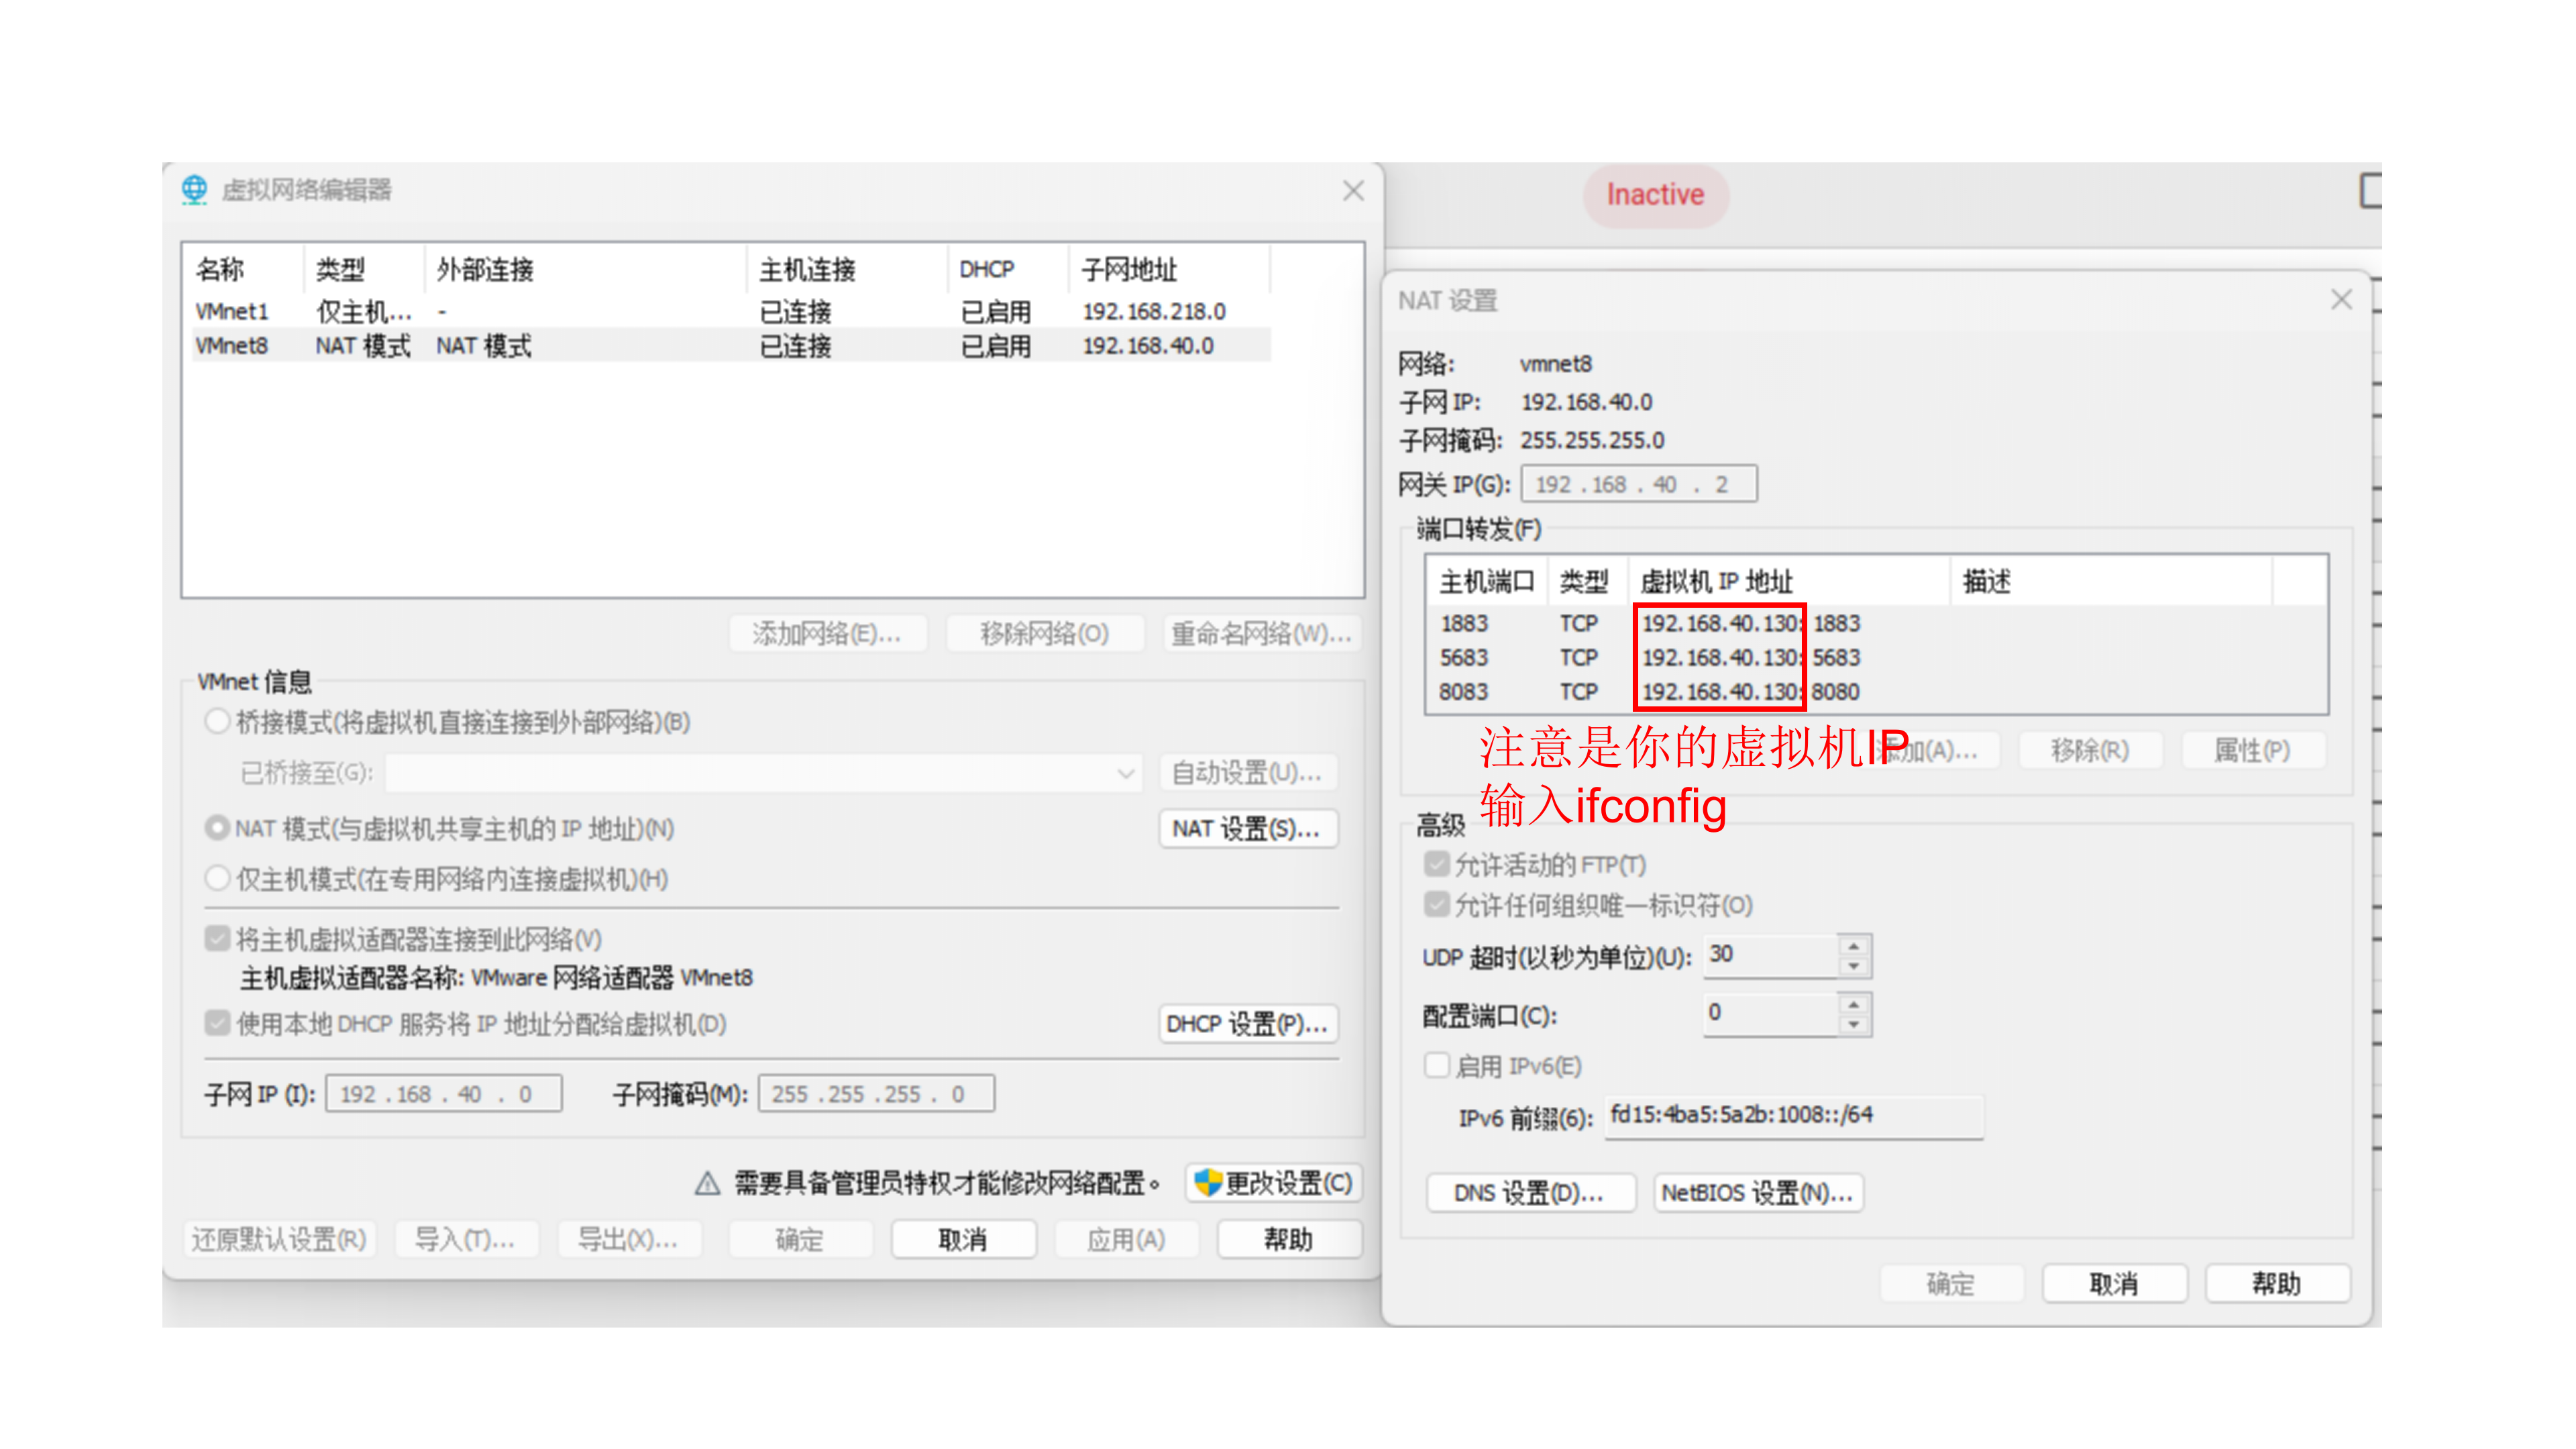 虚拟网络编辑器
名称 类型 外部连接 主机连接 DHCP 子网地址
VMnet1 仅主机... - 已连接 已启用 192.168.218.0
VMnet8 NAT 模式 NAT 模式 已连接 已启用 192.168.40.0
添加网络(E)... 移除网络(O) 重命名网络(W)...
VMnet 信息
桥接模式(将虚拟机直接连接到外部网络)(B)
已桥接至(G): 自动设置(U)...
NAT 模式(与虚拟机共享主机的 IP 地址)(N) NAT 设置(S)...
仅主机模式(在专用网络内连接虚拟机)(H)
将主机虚拟适配器连接到此网络(V)
主机虚拟适配器名称: VMware 网络适配器 VMnet8
使用本地 DHCP 服务将 IP 地址分配给虚拟机(D) DHCP 设置(P)...
子网 IP (I): 192 . 168 . 40 . 0 子网掩码(M): 255 . 255 . 255 . 0
需要具备管理员特权才能修改网络配置。 更改设置(C)
还原默认设置(R) 导入(T)... 导出(X)... 确定 取消 应用(A) 帮助
Inactive
NAT 设置
网络: vmnet8
子网 IP: 192.168.40.0
子网掩码: 255.255.255.0
网关 IP(G): 192 . 168 . 40 . 2
端口转发(F)
主机端口 类型 虚拟机 IP 地址 描述
1883 TCP 192.168.40.130: 1883
5683 TCP 192.168.40.130: 5683
8083 TCP 192.168.40.130: 8080
注意是你的虚拟机IP
输入ifconfig
添加(A)... 移除(R) 属性(P)
高级
允许活动的 FTP(T)
允许任何组织唯一标识符(O)
UDP 超时(以秒为单位)(U): 30
配置端口(C): 0
启用 IPv6(E)
IPv6 前缀(6): fd15:4ba5:5a2b:1008::/64
DNS 设置(D)... NetBIOS 设置(N)...
确定 取消 帮助